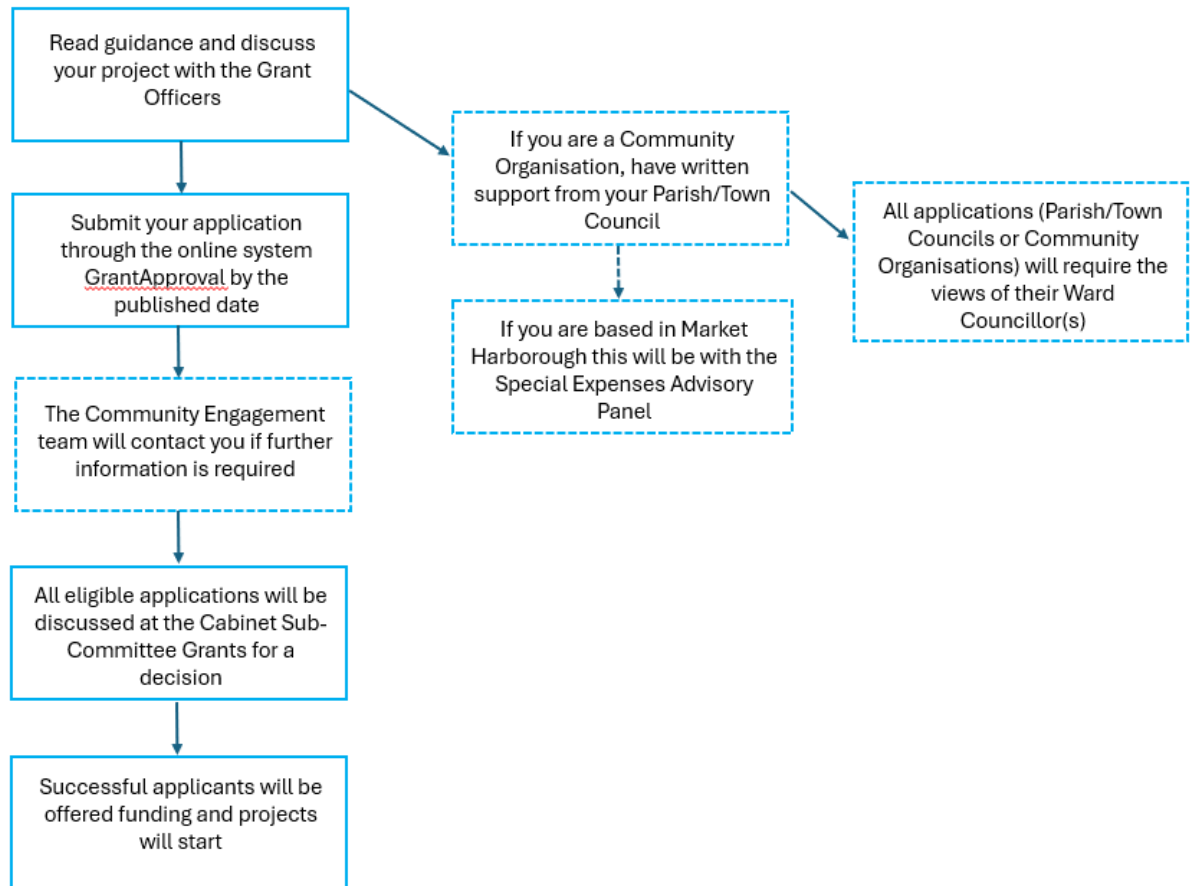 Read guidance and discuss
your project with the Grant
Officers
If you are a Community
Organisation, have written
support from your Parish/Town
Council
All applications (Parish/Town
Councils or Community
Organisations) will require the
views of their Ward
Councillor(s)
Submit your application
through the online system
GrantApproval by the
published date
If you are based in Market
Harborough this will be with the
Special Expenses Advisory
Panel
The Community Engagement
team will contact you if further
information is required
All eligible applications will be
discussed at the Cabinet Sub-
Committee Grants for a
decision
Successful applicants will be
offered funding and projects
will start